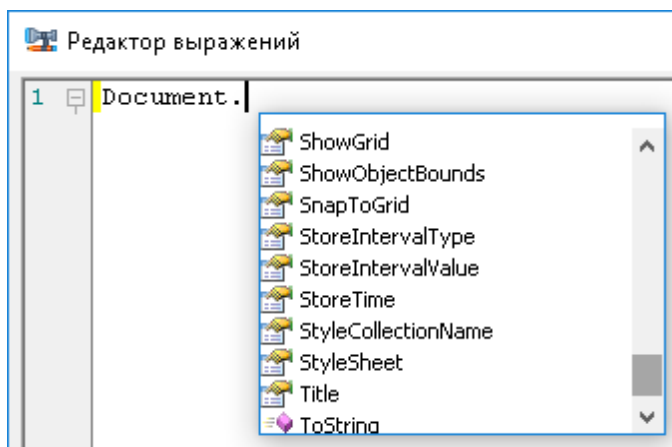 Редактор выражений
1 Document.
ShowGrid
ShowObjectBounds
SnapToGrid
StoreIntervalType
StoreIntervalValue
StoreTime
StyleCollectionName
StyleSheet
Title
ToString